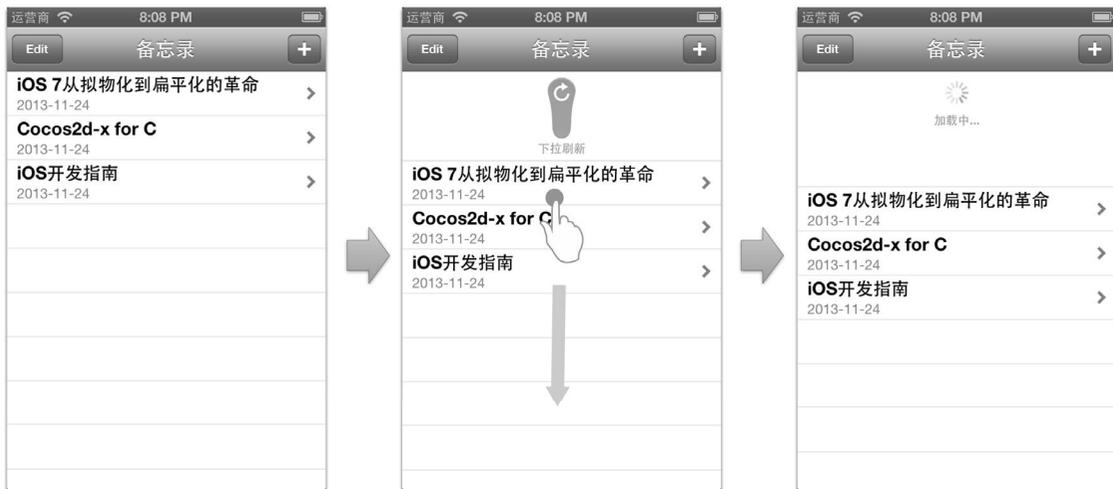 运营商 8:08 PM
Edit 备忘录 +
iOS 7从拟物化到扁平化的革命
2013-11-24
Cocos2d-x for C
2013-11-24
iOS开发指南
2013-11-24
运营商 8:08 PM
Edit 备忘录 +
下拉刷新
iOS 7从拟物化到扁平化的革命
2013-11-24
Cocos2d-x for C
2013-11-24
iOS开发指南
2013-11-24
运营商 8:08 PM
Edit 备忘录 +
加载中...
iOS 7从拟物化到扁平化的革命
2013-11-24
Cocos2d-x for C
2013-11-24
iOS开发指南
2013-11-24